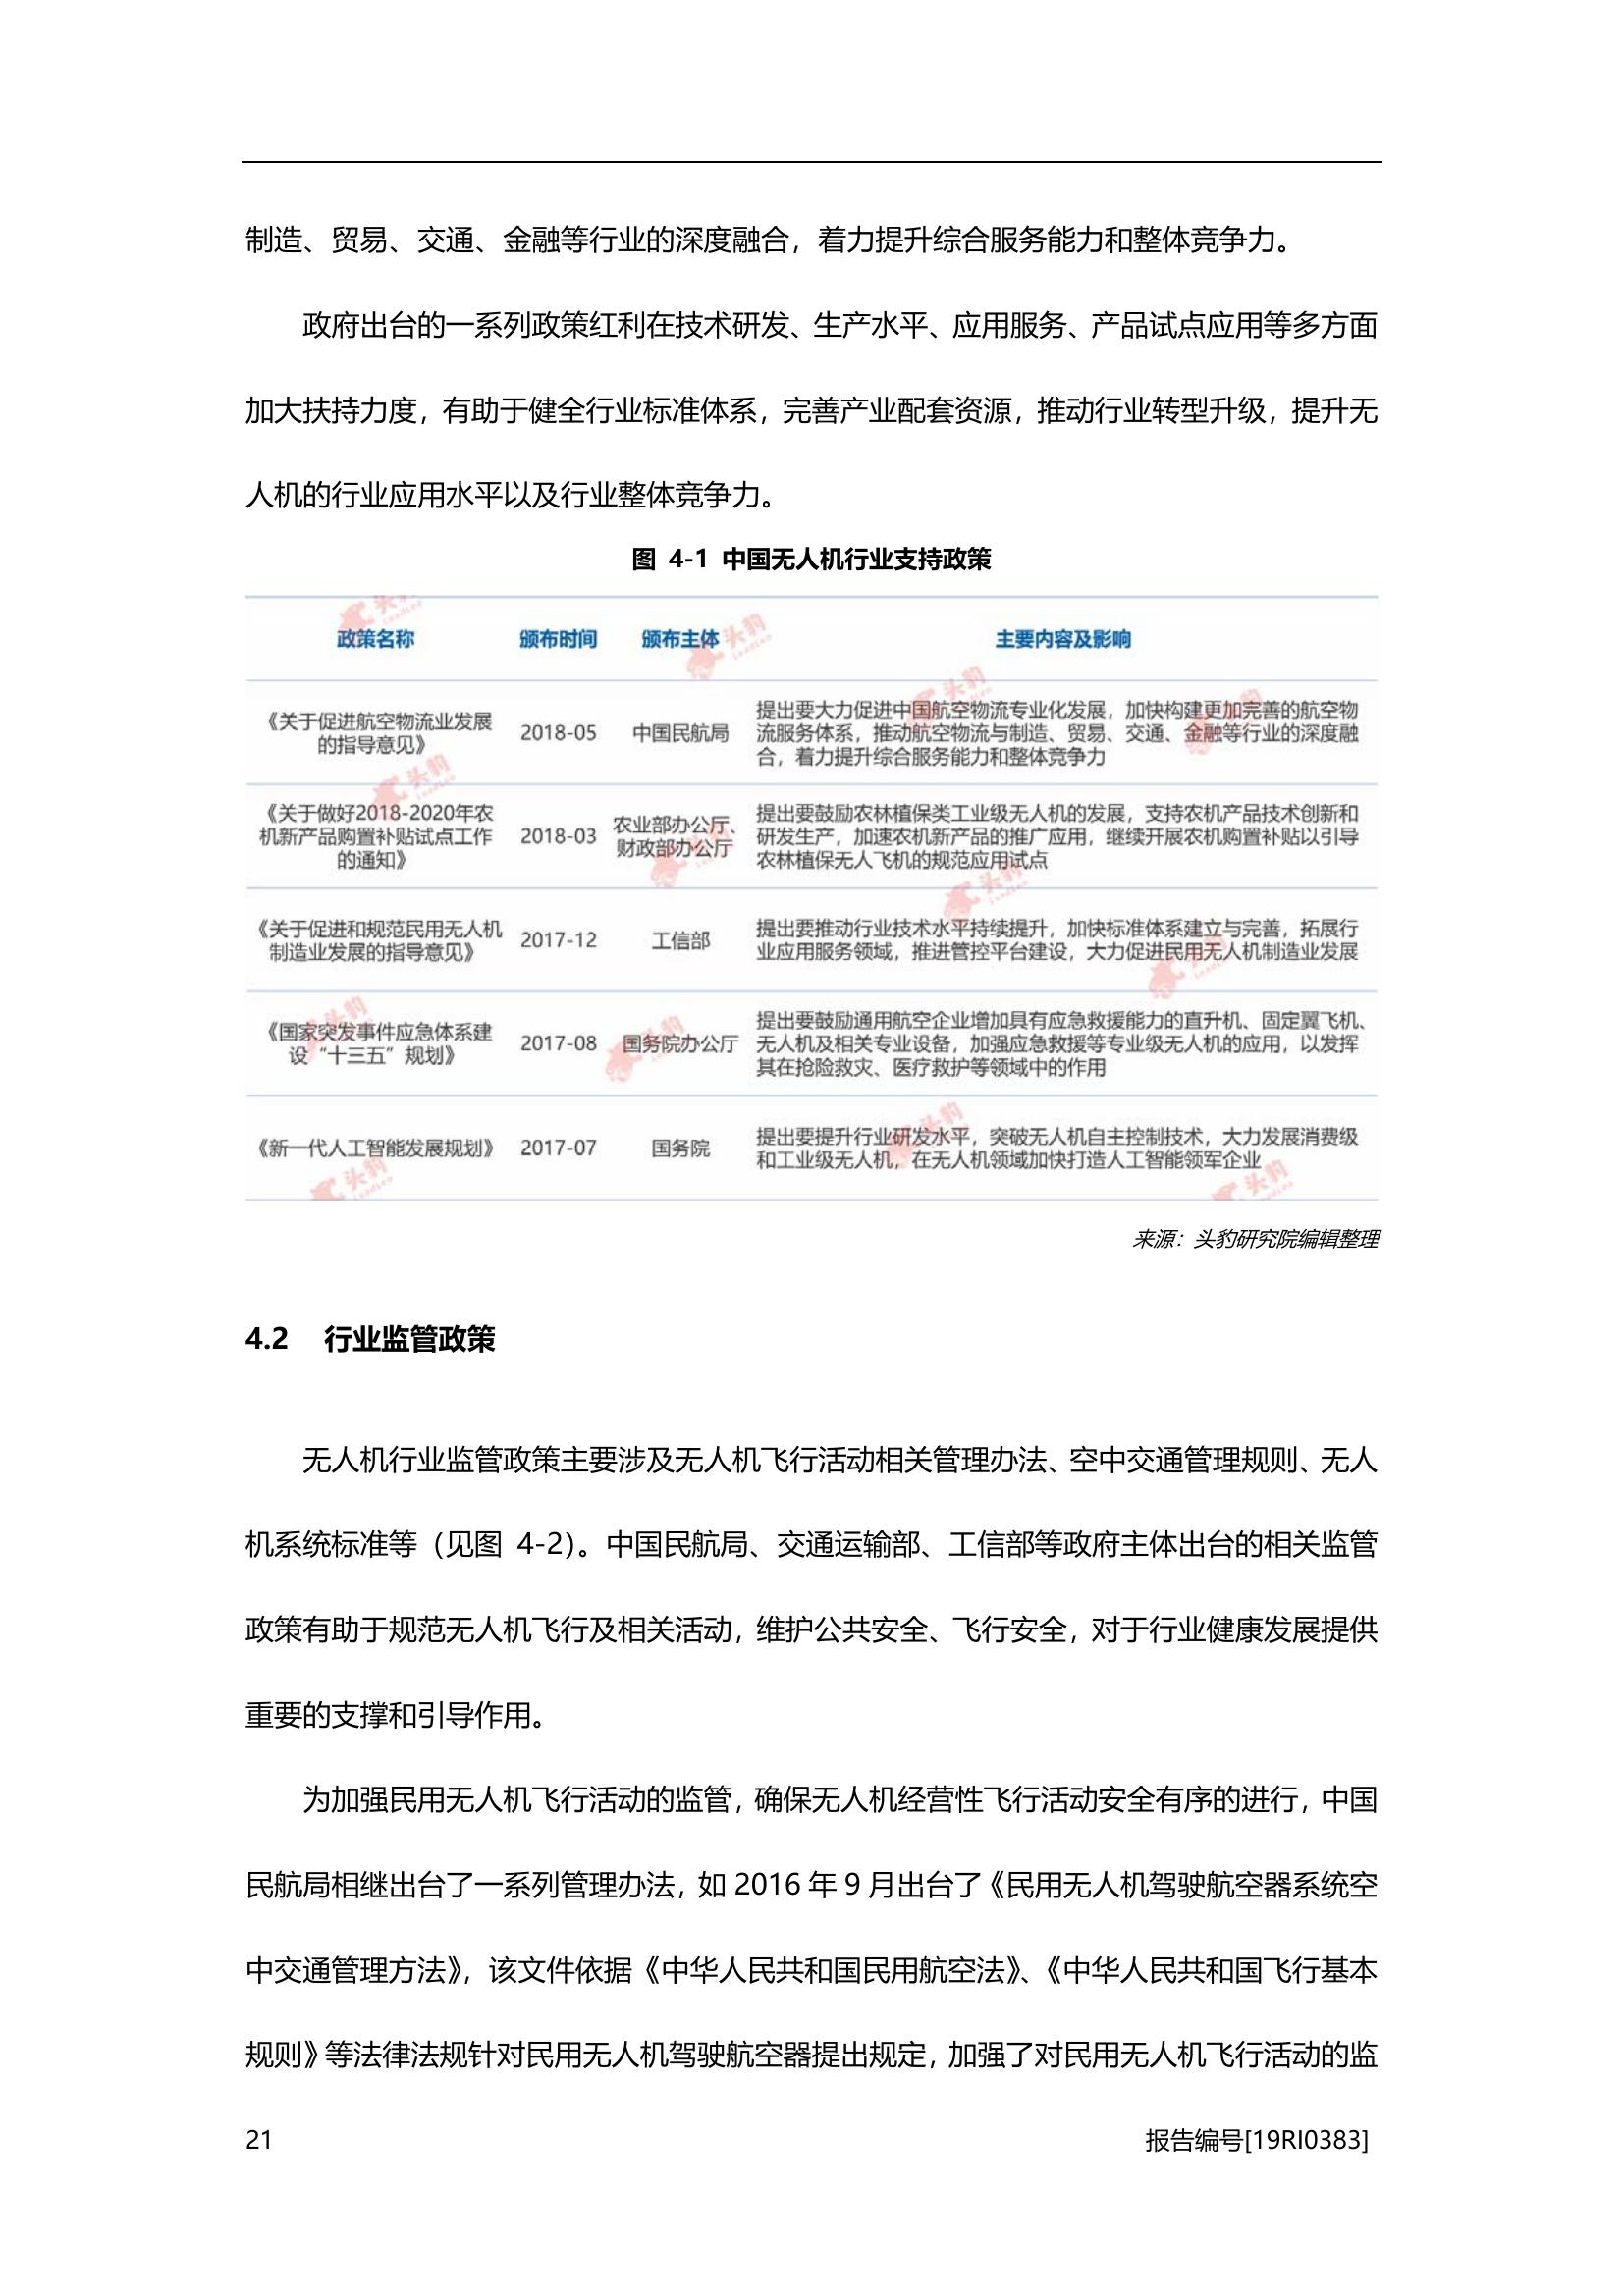 制造、贸易、交通、金融等行业的深度融合，着力提升综合服务能力和整体竞争力。
政府出台的一系列政策红利在技术研发、生产水平、应用服务、产品试点应用等多方面
加大扶持力度，有助于健全行业标准体系，完善产业配套资源，推动行业转型升级，提升无
人机的行业应用水平以及行业整体竞争力。
图 4-1 中国无人机行业支持政策
政策名称 颁布时间 颁布主体 主要内容及影响
《关于促进航空物流业发展
的指导意见》
2018-05
中国民航局
提出要大力促进中国航空物流专业化发展，加快构建更加完善的航空物
流服务体系，推动航空物流与制造、贸易、交通、金融等行业的深度融
合，着力提升综合服务能力和整体竞争力
《关于做好2018-2020年农
机新产品购置补贴试点工作
的通知》
2018-03
农业部办公厅、
财政部办公厅
提出要鼓励农林植保类工业级无人机的发展，支持农机产品技术创新和
研发生产，加速农机新产品的推广应用，继续开展农机购置补贴以引导
农林植保无人飞机的规范应用试点
《关于促进和规范民用无人机
制造业发展的指导意见》
2017-12
工信部
提出要推动行业技术水平持续提升，加快标准体系建立与完善，拓展行
业应用服务领域，推进管控平台建设，大力促进民用无人机制造业发展
《国家突发事件应急体系建
设“十三五”规划》
2017-08
国务院办公厅
提出要鼓励通用航空企业增加具有应急救援能力的直升机、固定翼飞机、
无人机及相关专业设备，加强应急救援等专业级无人机的应用，以发挥
其在抢险救灾、医疗救护等领域中的作用
《新一代人工智能发展规划》
2017-07
国务院
提出要提升行业研发水平，突破无人机自主控制技术，大力发展消费级
和工业级无人机，在无人机领域加快打造人工智能领军企业
来源：头豹研究院编辑整理
4.2 行业监管政策
无人机行业监管政策主要涉及无人机飞行活动相关管理办法、空中交通管理规则、无人
机系统标准等（见图 4-2）。中国民航局、交通运输部、工信部等政府主体出台的相关监管
政策有助于规范无人机飞行及相关活动，维护公共安全、飞行安全，对于行业健康发展提供
重要的支撑和引导作用。
为加强民用无人机飞行活动的监管，确保无人机经营性飞行活动安全有序的进行，中国
民航局相继出台了一系列管理办法，如 2016 年 9 月出台了《民用无人机驾驶航空器系统空
中交通管理方法》，该文件依据《中华人民共和国民用航空法》、《中华人民共和国飞行基本
规则》等法律法规针对民用无人机驾驶航空器提出规定，加强了对民用无人机飞行活动的监
21 报告编号[19RI0383]